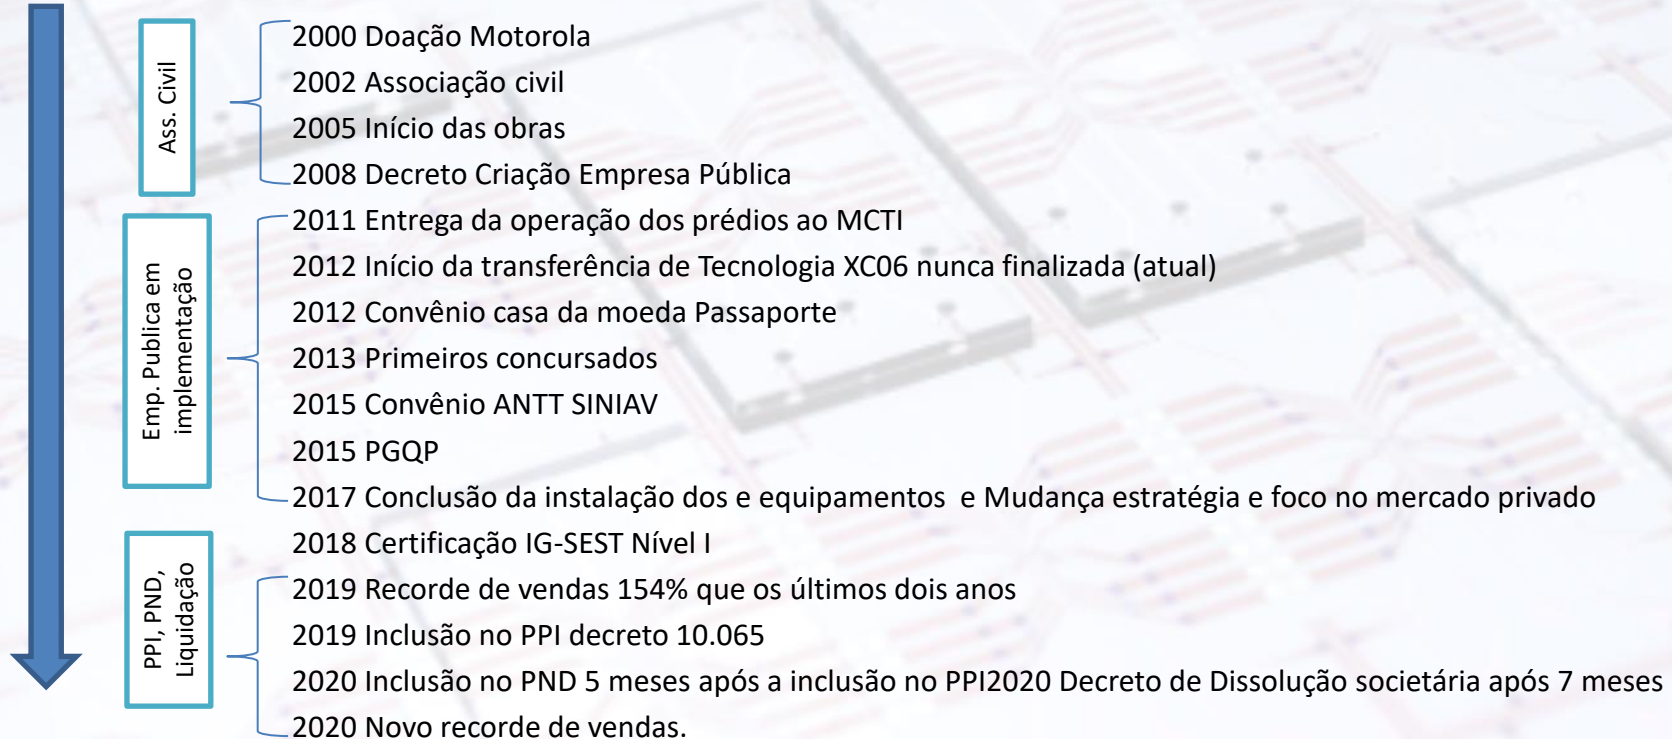 Ass. Civil
2000 Doação Motorola
2002 Associação civil
2005 Início das obras
2008 Decreto Criação Empresa Pública
Emp. Publica em
implementação
2011 Entrega da operação dos prédios ao MCTI
2012 Início da transferência de Tecnologia XC06 nunca finalizada (atual)
2012 Convênio casa da moeda Passaporte
2013 Primeiros concursados
2015 Convênio ANTT SINIAV
2015 PGQP
2017 Conclusão da instalação dos e equipamentos e Mudança estratégia e foco no mercado privado
2018 Certificação IG-SEST Nível I
PPI, PND,
Liquidação
2019 Recorde de vendas 154% que os últimos dois anos
2019 Inclusão no PPI decreto 10.065
2020 Inclusão no PND 5 meses após a inclusão no PPI2020 Decreto de Dissolução societária após 7 meses
2020 Novo recorde de vendas.